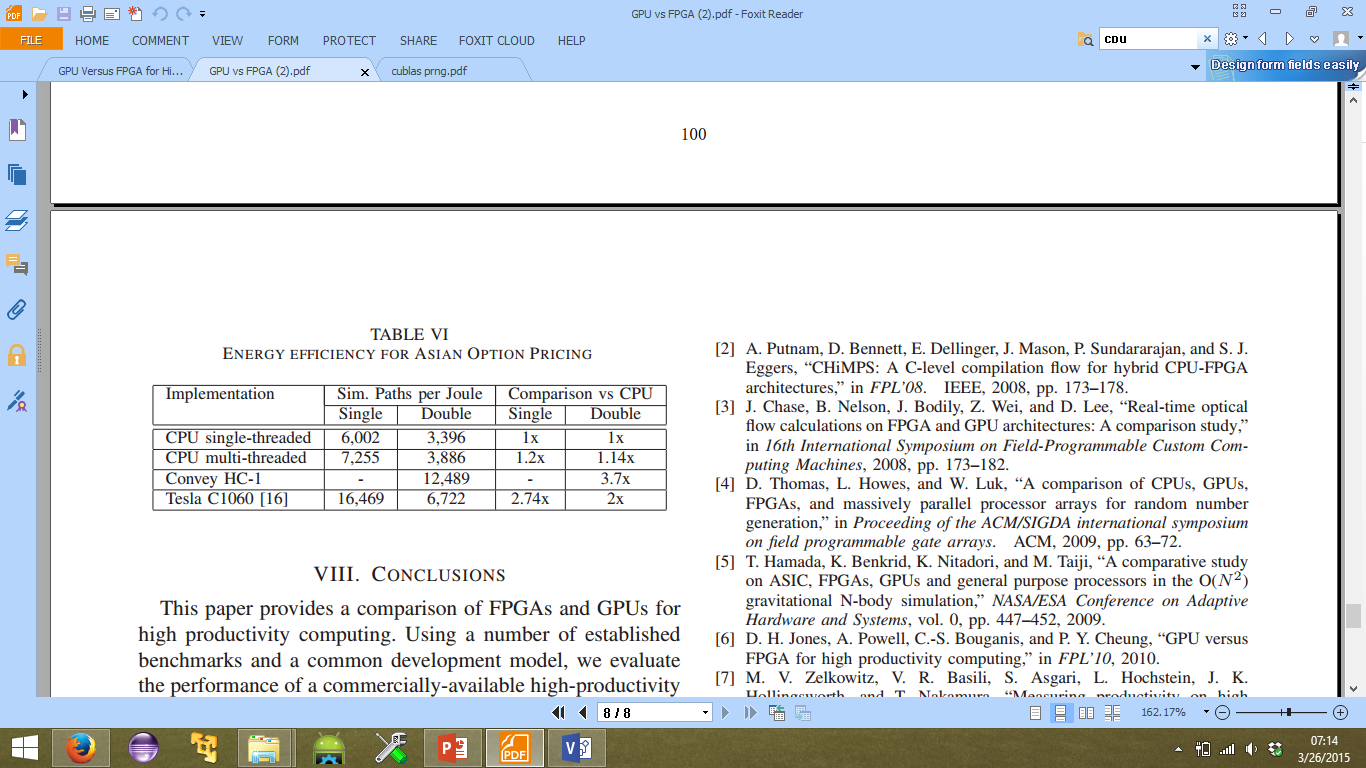 GPU vs FPGA (2).pdf - Foxit Reader
FILE HOME COMMENT VIEW FORM PROTECT SHARE FOXIT CLOUD HELP
CDU
GPU Versus FPGA for Hi...
GPU vs FPGA (2).pdf
cublas prng.pdf
Design form fields easily
100
TABLE VI
ENERGY EFFICIENCY FOR ASIAN OPTION PRICING
Implementation Sim. Paths per Joule Comparison vs CPU
Single Double Single Double
CPU single-threaded 6,002 3,396 1x 1x
CPU multi-threaded 7,255 3,886 1.2x 1.14x
Convey HC-1 - 12,489 - 3.7x
Tesla C1060 [16] 16,469 6,722 2.74x 2x
VIII. CONCLUSIONS
This paper provides a comparison of FPGAs and GPUs for
high productivity computing. Using a number of established
benchmarks and a common development model, we evaluate
the performance of a commercially-available high-productivity
[2] A. Putnam, D. Bennett, E. Dellinger, J. Mason, P. Sundararajan, and S. J.
Eggers, “CHiMPS: A C-level compilation flow for hybrid CPU-FPGA
architectures,” in FPL’08. IEEE, 2008, pp. 173–178.
[3] J. Chase, B. Nelson, J. Bodily, Z. Wei, and D. Lee, “Real-time optical
flow calculations on FPGA and GPU architectures: A comparison study,”
in 16th International Symposium on Field-Programmable Custom Com-
puting Machines, 2008, pp. 173–182.
[4] D. Thomas, L. Howes, and W. Luk, “A comparison of CPUs, GPUs,
FPGAs, and massively parallel processor arrays for random number
generation,” in Proceeding of the ACM/SIGDA international symposium
on field programmable gate arrays. ACM, 2009, pp. 63–72.
[5] T. Hamada, K. Benkrid, K. Nitadori, and M. Taiji, “A comparative study
on ASIC, FPGAs, GPUs and general purpose processors in the O(N²)
gravitational N-body simulation,” NASA/ESA Conference on Adaptive
Hardware and Systems, vol. 0, pp. 447–452, 2009.
[6] D. H. Jones, A. Powell, C.-S. Bouganis, and P. Y. Cheung, “GPU versus
FPGA for high productivity computing,” in FPL’10, 2010.
[7] M. V. Zelkowitz, V. R. Basili, S. Asgari, L. Hochstein, J. K.
Hollingsworth, and T. Nakamura, “Measuring productivity on high
8 / 8
162.17%
07:14
3/26/2015